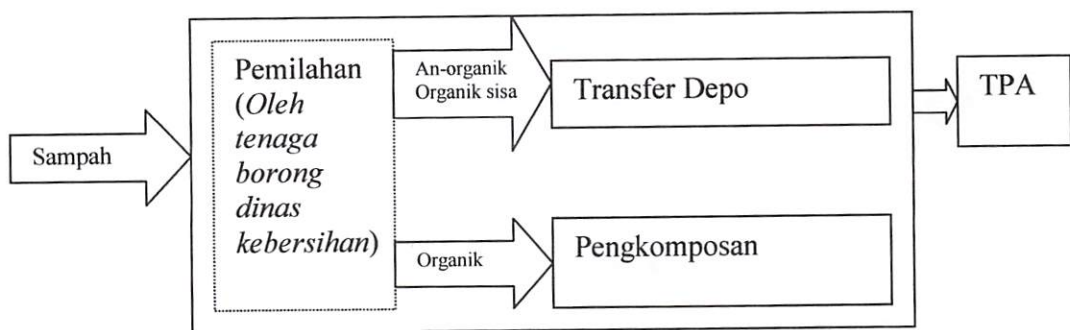 Sampah
Pemilahan
(Oleh
tenaga
borong
dinas
kebersihan)
An-organik
Organik sisa
Transfer Depo
Organik
Pengkomposan
TPA